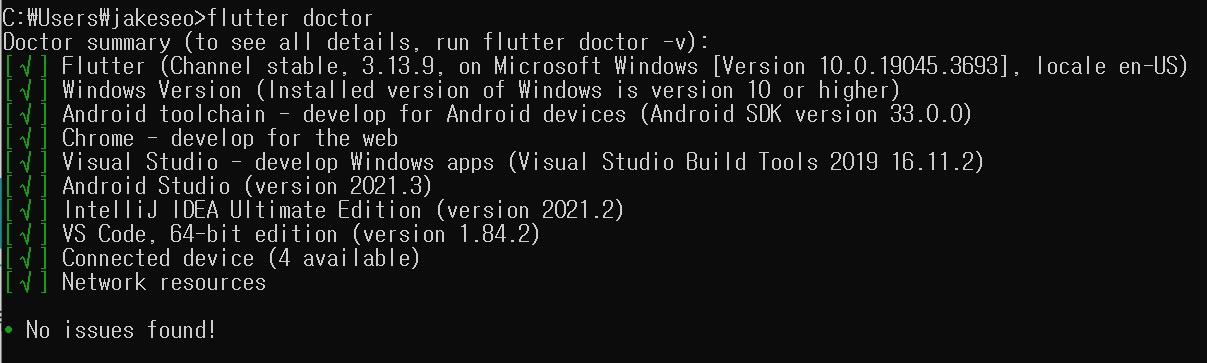 C:₩Users₩jakeseo>flutter doctor
Doctor summary (to see all details, run flutter doctor -v):
[√] Flutter (Channel stable, 3.13.9, on Microsoft Windows [Version 10.0.19045.3693], locale en-US)
[√] Windows Version (Installed version of Windows is version 10 or higher)
[√] Android toolchain - develop for Android devices (Android SDK version 33.0.0)
[√] Chrome - develop for the web
[√] Visual Studio - develop Windows apps (Visual Studio Build Tools 2019 16.11.2)
[√] Android Studio (version 2021.3)
[√] IntelliJ IDEA Ultimate Edition (version 2021.2)
[√] VS Code, 64-bit edition (version 1.84.2)
[√] Connected device (4 available)
[√] Network resources
• No issues found!